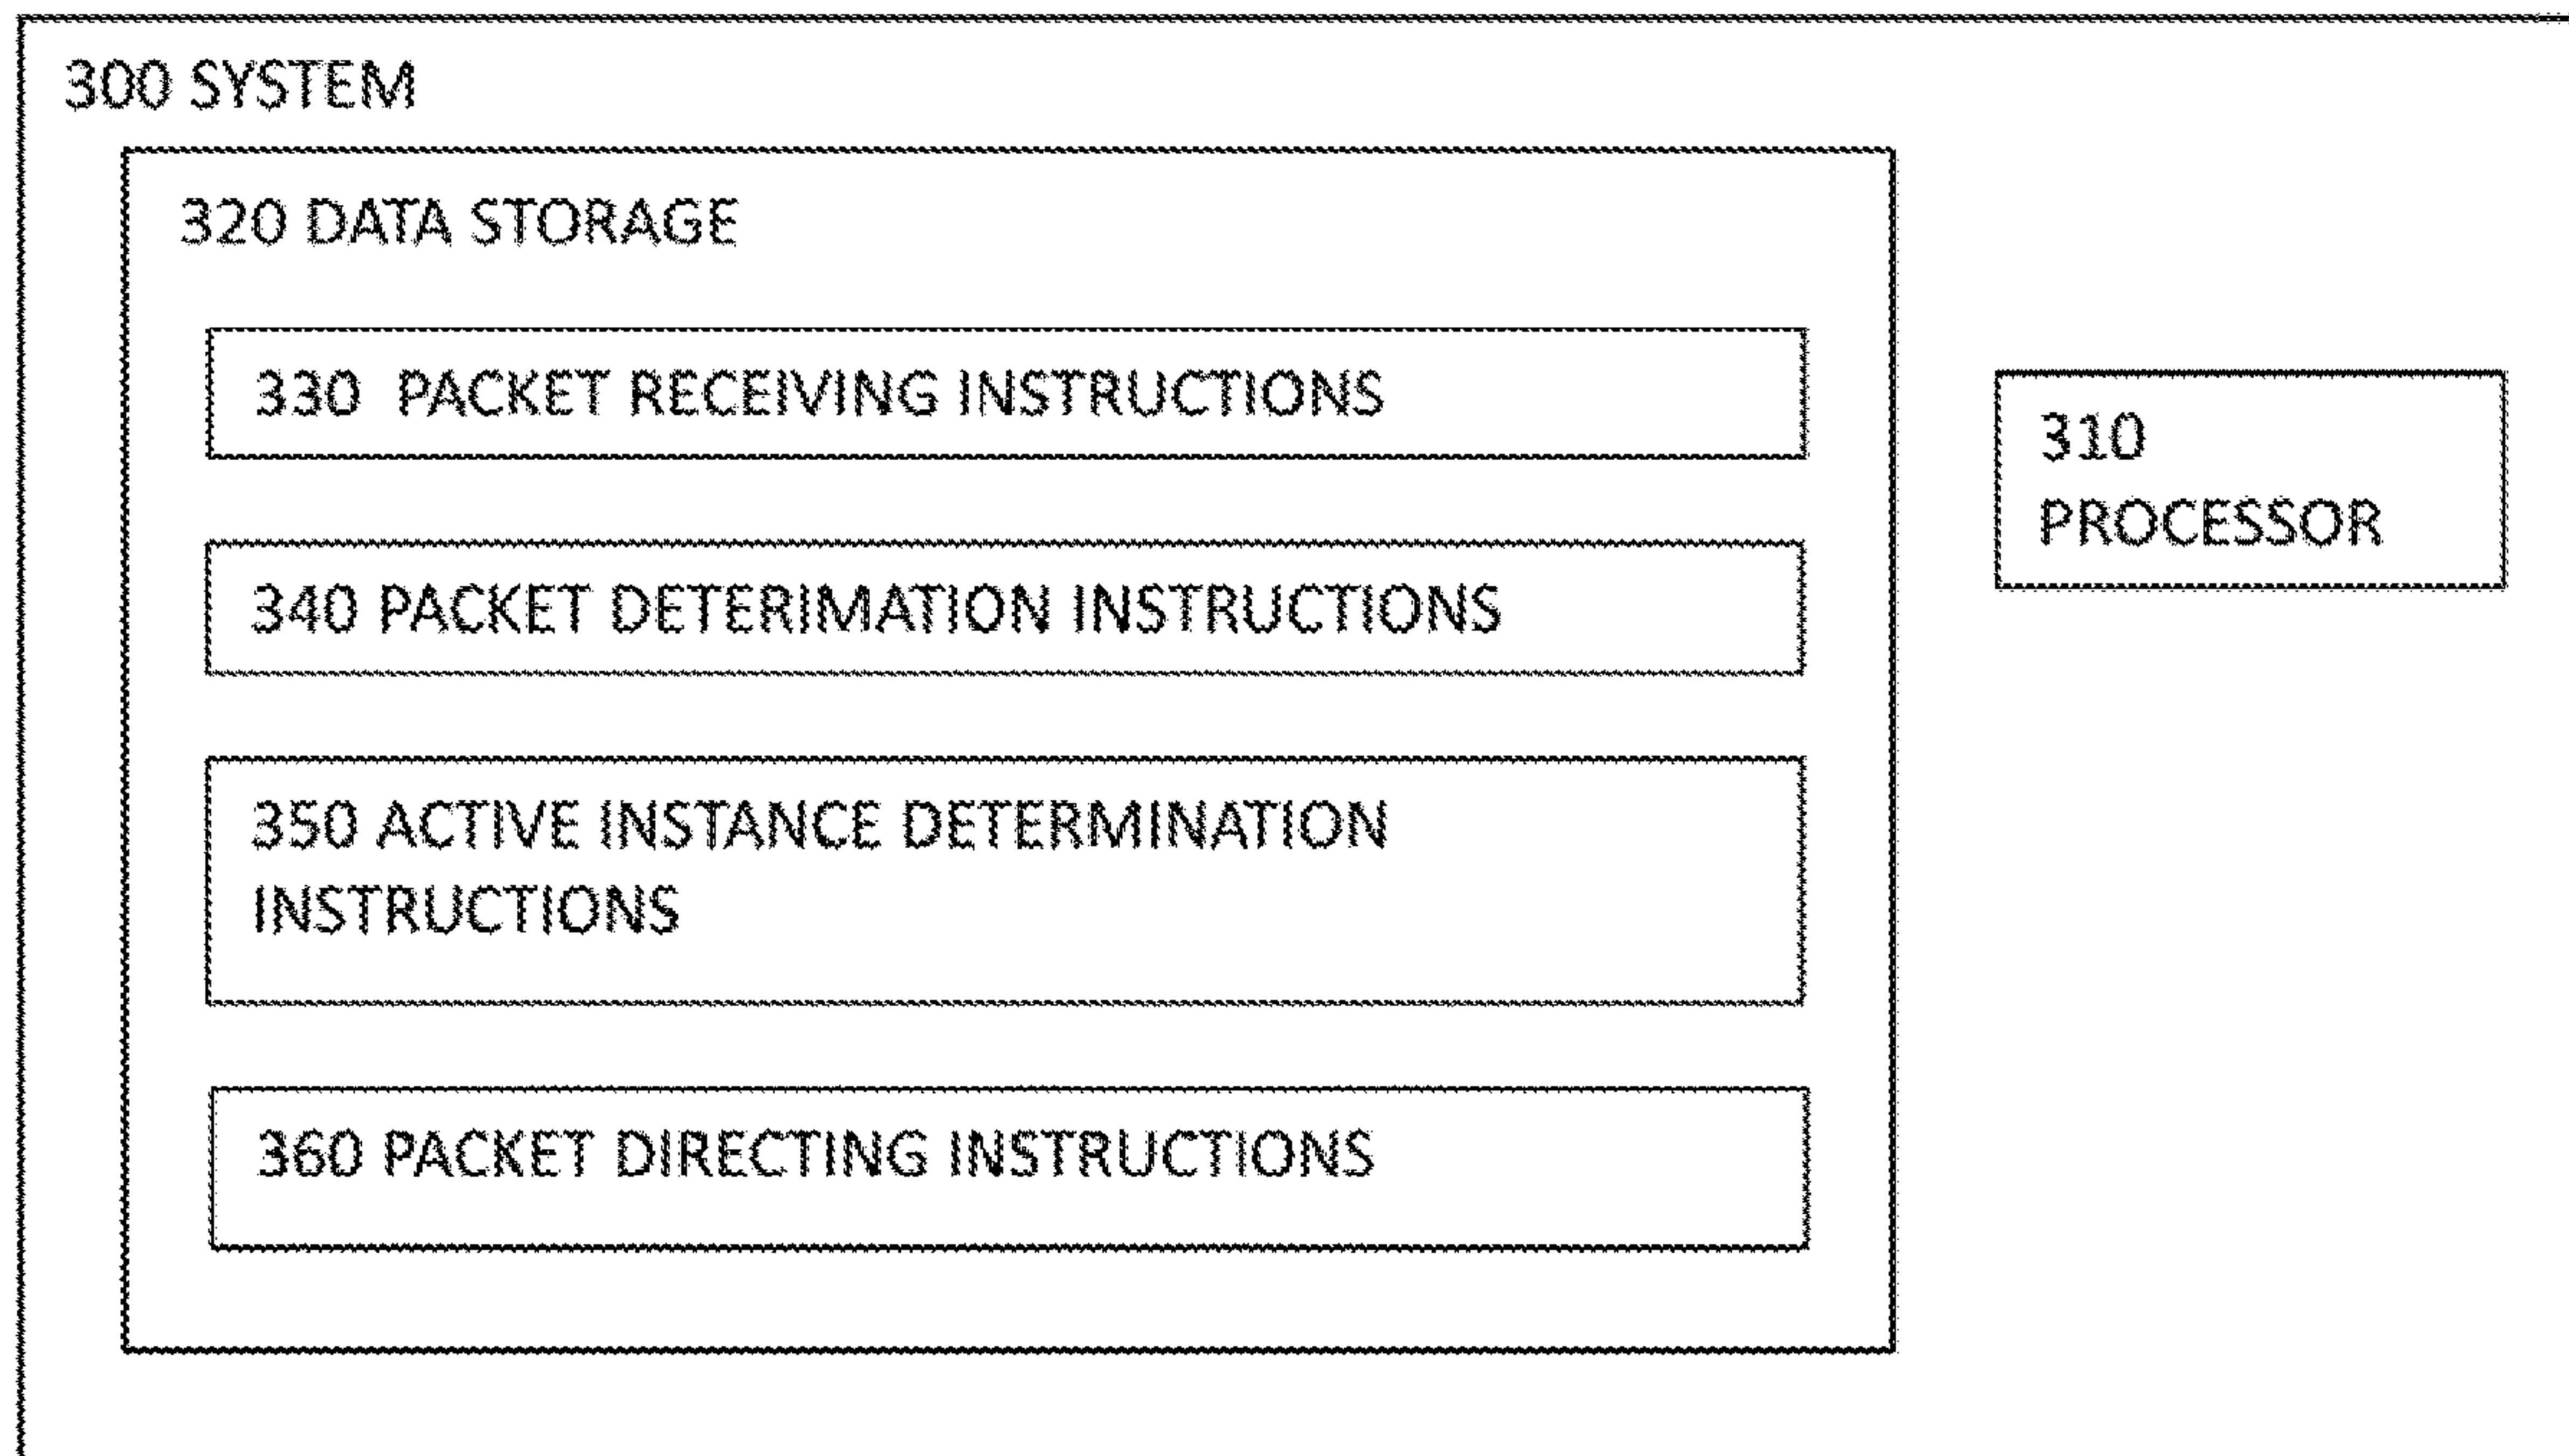 300 SYSTEM
320 DATA STORAGE
330 PACKET RECEIVING INSTRUCTIONS
340 PACKET DETERIMATION INSTRUCTIONS
350 ACTIVE INSTANCE DETERMINATION
INSTRUCTIONS
360 PACKET DIRECTING INSTRUCTIONS
310
PROCESSOR